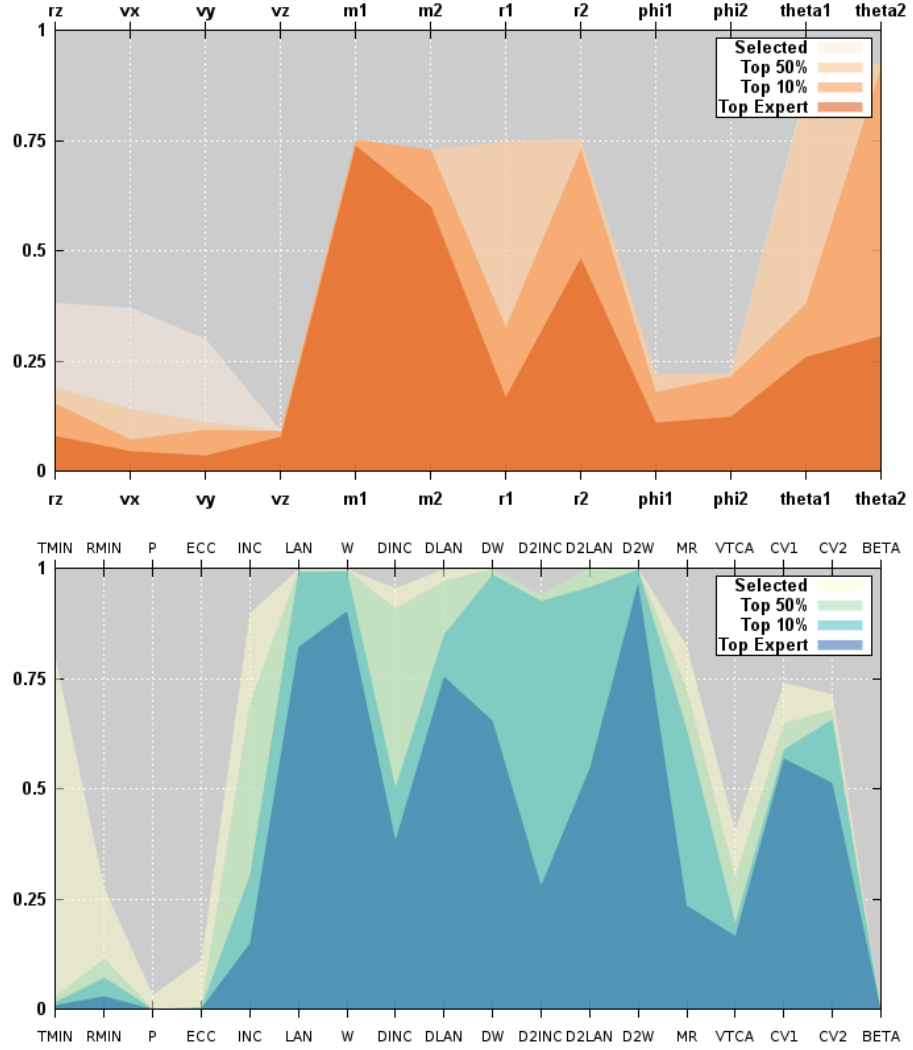 rz vx vy vz m1 m2 r1 r2 phi1 phi2 theta1 theta2
1
Selected
Top 50%
Top 10%
Top Expert
0.75
0.5
0.25
0
rz vx vy vz m1 m2 r1 r2 phi1 phi2 theta1 theta2
TMIN RMIN P ECC INC LAN W DINC DLAN DW D2INC D2LAN D2W MR VTCA CV1 CV2 BETA
1
Selected
Top 50%
Top 10%
Top Expert
0.75
0.5
0.25
0
TMIN RMIN P ECC INC LAN W DINC DLAN DW D2INC D2LAN D2W MR VTCA CV1 CV2 BETA